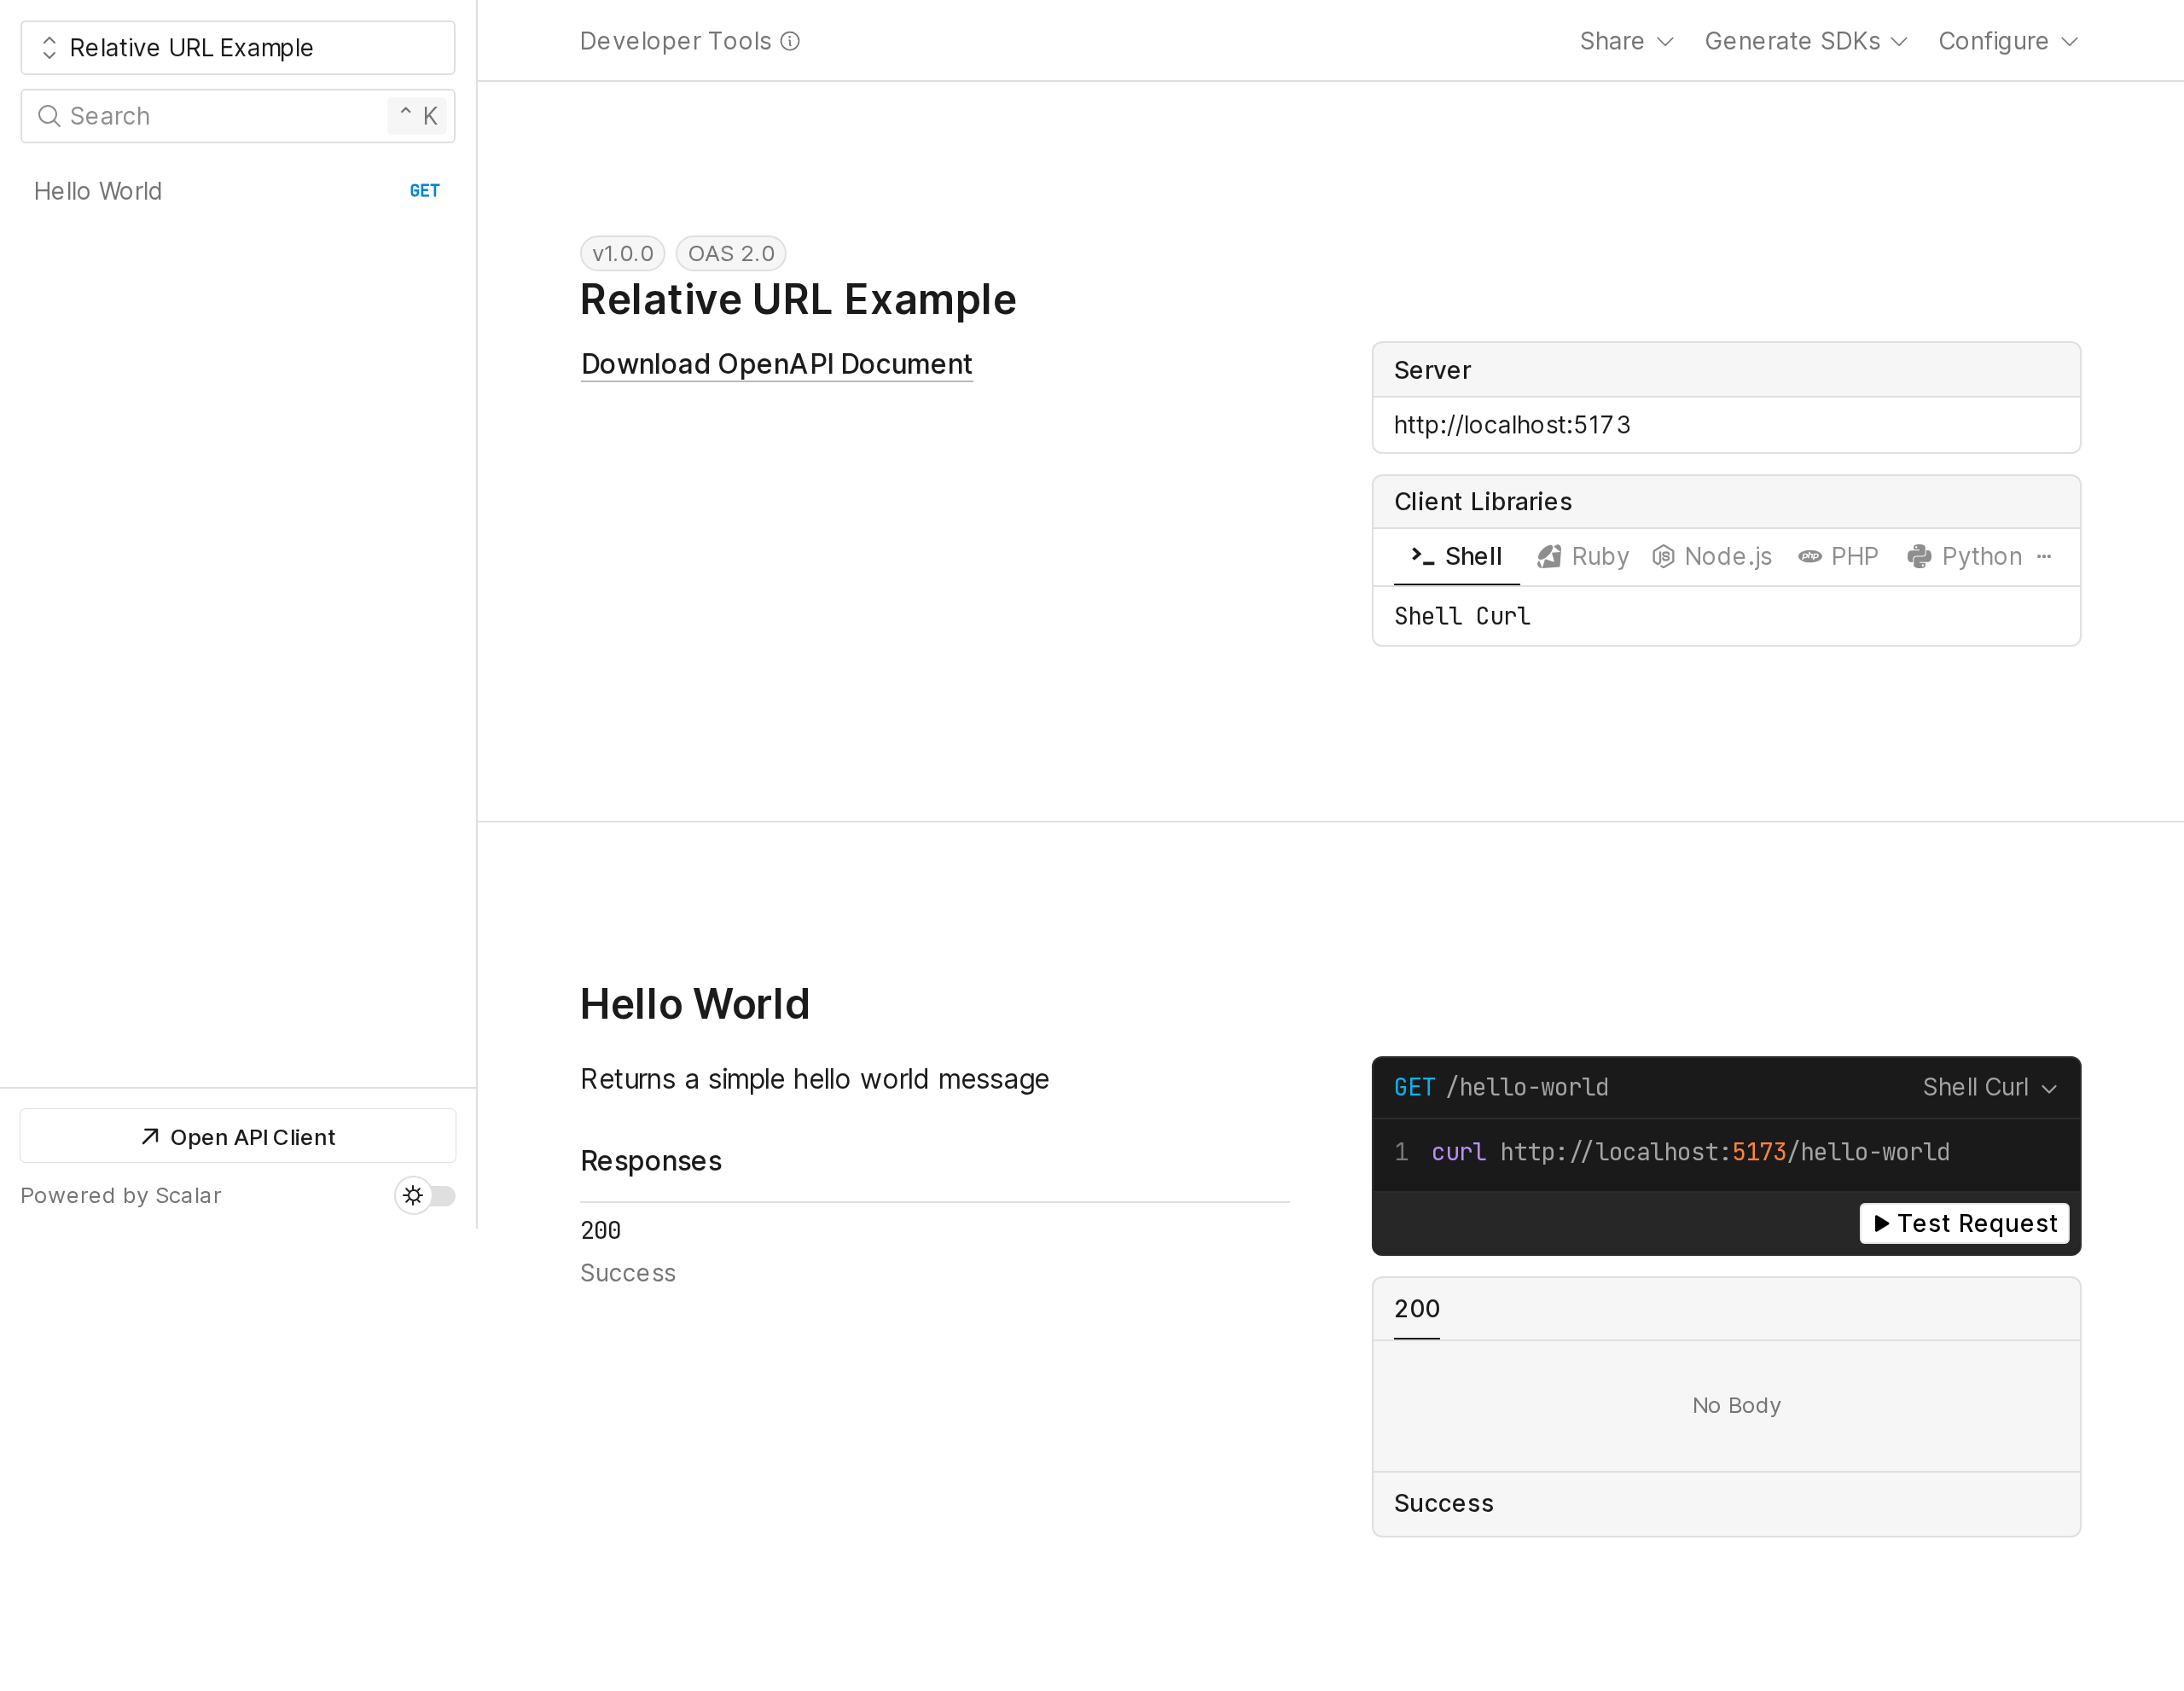 Relative URL Example
Search
⌃ K
Hello World
GET
Open API Client
Powered by Scalar
Developer Tools
Share
Generate SDKs
Configure
v1.0.0
OAS 2.0
Relative URL Example
Download OpenAPI Document
Server
http://localhost:5173
Client Libraries
Shell
Ruby
Node.js
PHP
Python
Shell Curl
Hello World
Returns a simple hello world message
Responses
200
Success
GET /hello-world
Shell Curl
1 curl http://localhost:5173/hello-world
Test Request
200
No Body
Success